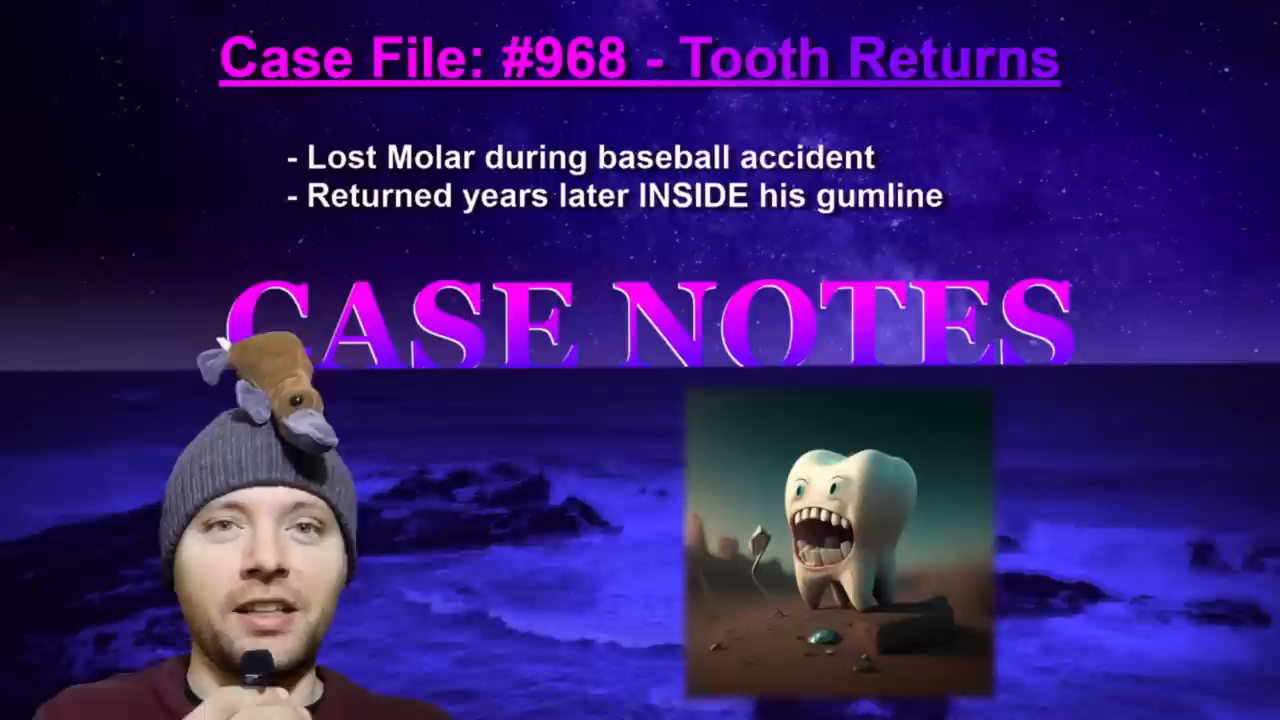 Case File: #968 - Tooth Returns
- Lost Molar during baseball accident
- Returned years later INSIDE his gumline
CASE NOTES